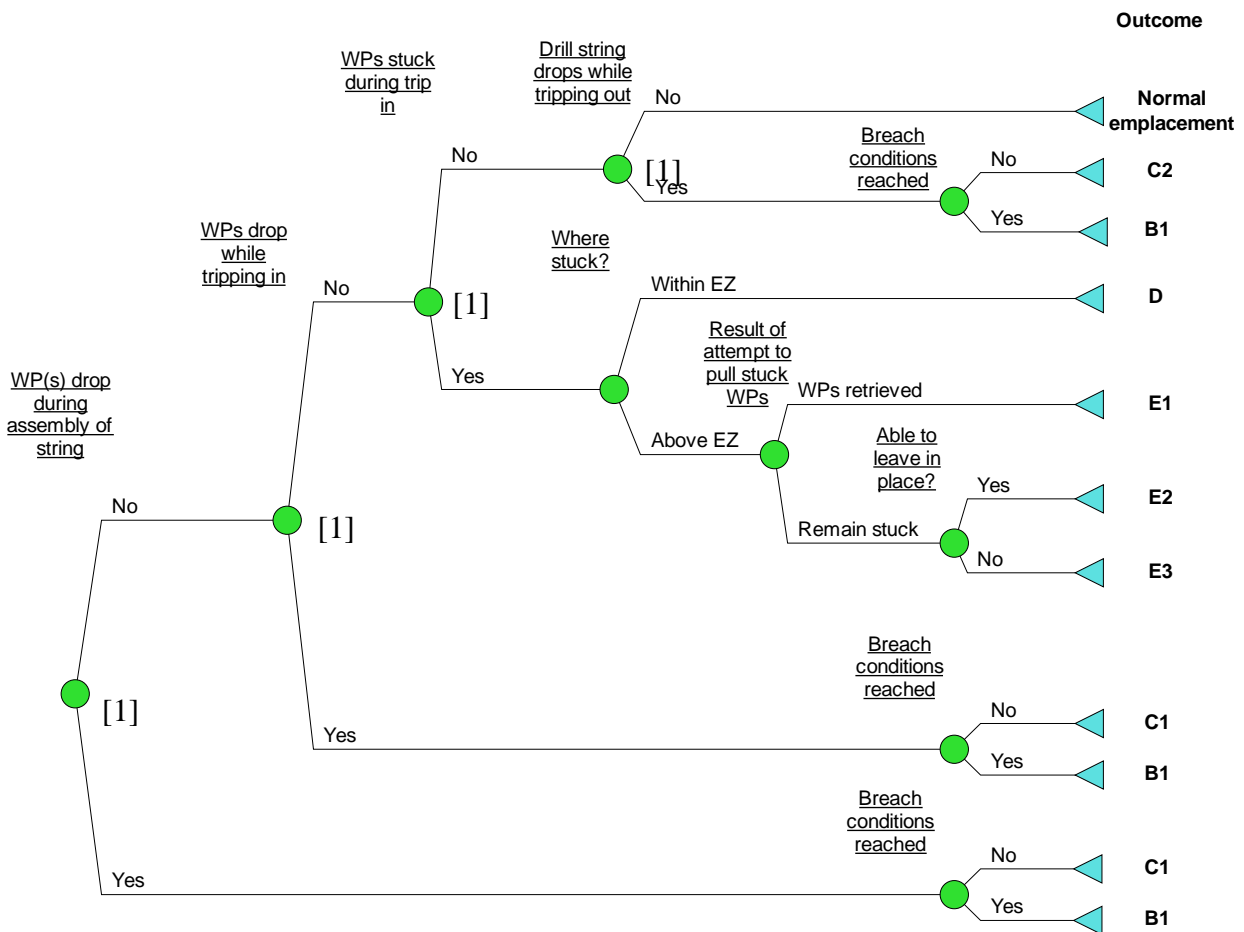 Outcome
WPs stuck
during trip
in
Drill string
drops while
tripping out
No
Normal
emplacement
Breach
conditions
reached
No
[1]
Yes
No
C2
Yes
B1
WPs drop
while
tripping in
Where
stuck?
No
[1]
Within EZ
D
Result of
attempt to
pull stuck
WPs
Yes
WPs retrieved
E1
WP(s) drop
during
assembly of
string
Above EZ
Able to
leave in
place?
Yes
E2
No
[1]
Remain stuck
No
E3
Breach
conditions
reached
[1]
No
C1
Yes
Yes
B1
Breach
conditions
reached
No
C1
Yes
Yes
B1